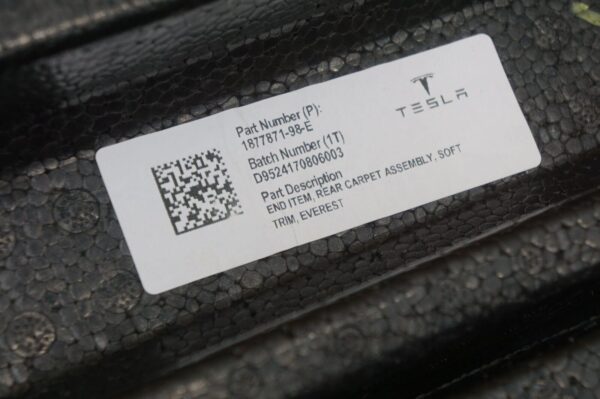 TESLA
Part Number (P):
1877871-98-E
Batch Number (1T)
D9524170806003
Part Description
END ITEM, REAR CARPET ASSEMBLY, SOFT
TRIM, EVEREST